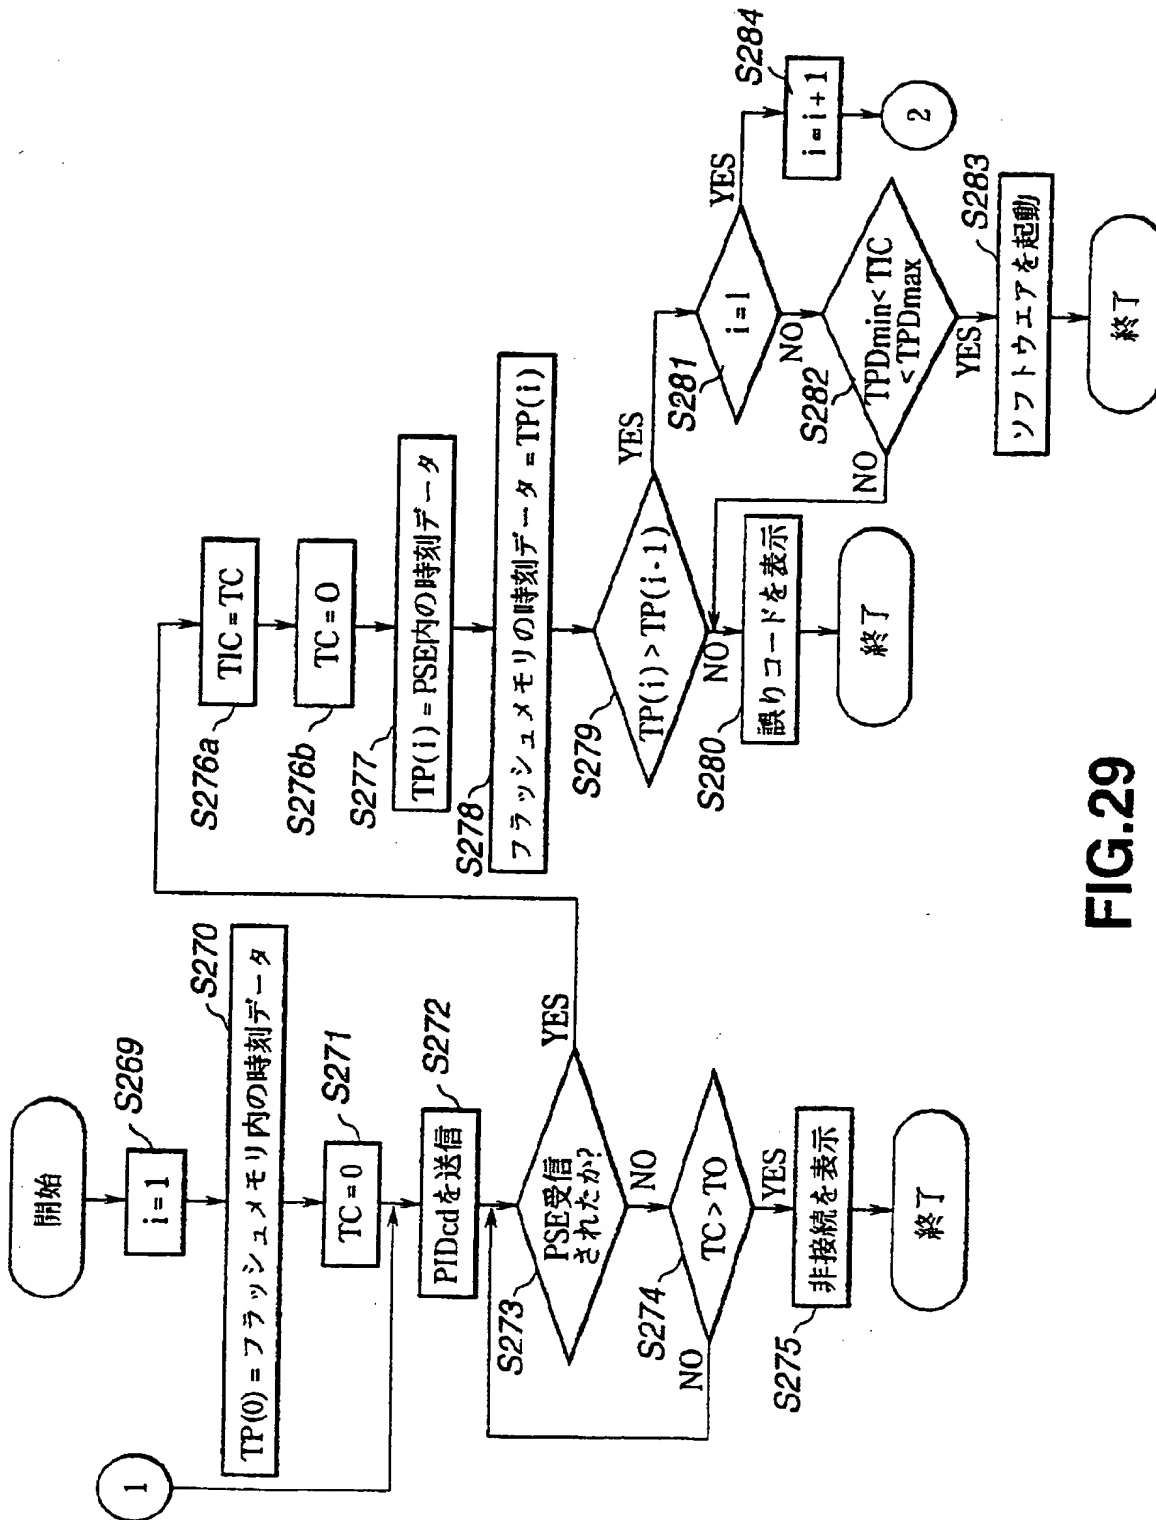 開始
S269
i=1
S270
TP(0)=フラッシュメモリ内の時刻データ
1
S271
TC=0
S272
PIDcdを送信
S273
PSE受信
されたか?
YES
NO
S274
TC>TO
NO
YES
S275
非接続を表示
終了
S276a
TIC=TC
S276b
TC=0
S277
TP(i)=PSE内の時刻データ
S278
フラッシュメモリの時刻データ=TP(i)
S279
TP(i)>TP(i-1)
YES
NO
S280
誤りコードを表示
終了
S281
i=1
YES
NO
S284
i=i+1
2
S282
TPDmin<TIC
<TPDmax
NO
YES
S283
ソフトウエアを起動
終了
FIG.29